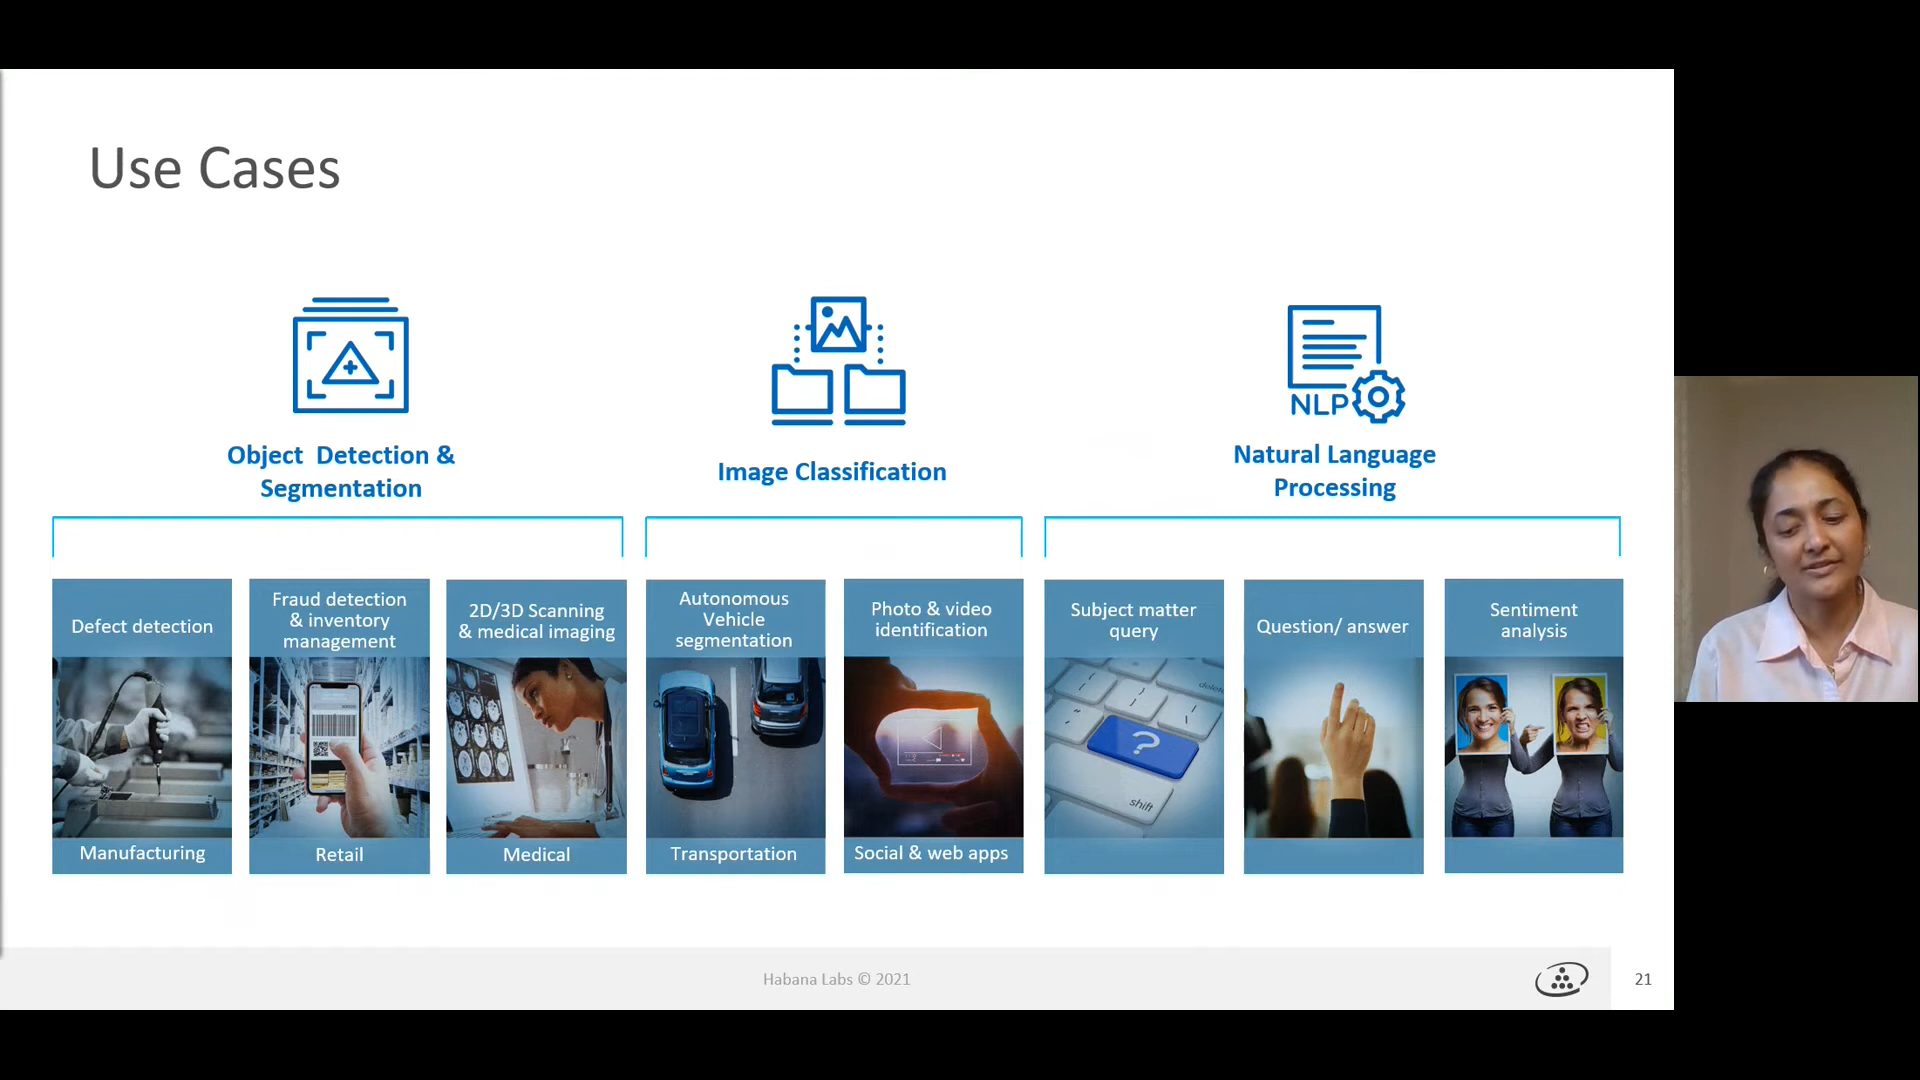 Use Cases
NLP
Object Detection &
Segmentation
Image Classification
Natural Language
Processing
Defect detection
Fraud detection
& inventory
management
2D/3D Scanning
& medical imaging
Autonomous
Vehicle
segmentation
Photo & video
identification
Subject matter
query
Question/ answer
Sentiment
analysis
delete
?
shift
Manufacturing
Retail
Medical
Transportation
Social & web apps
Habana Labs © 2021
21